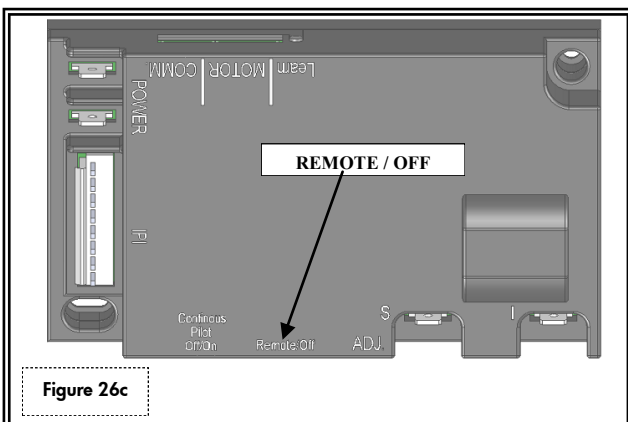 COMM.
MOTOR
Learn
POWER
REMOTE / OFF
IPI
S
I
Continous
Pilot
Off/On
Remote/Off
ADJ.
Figure 26c